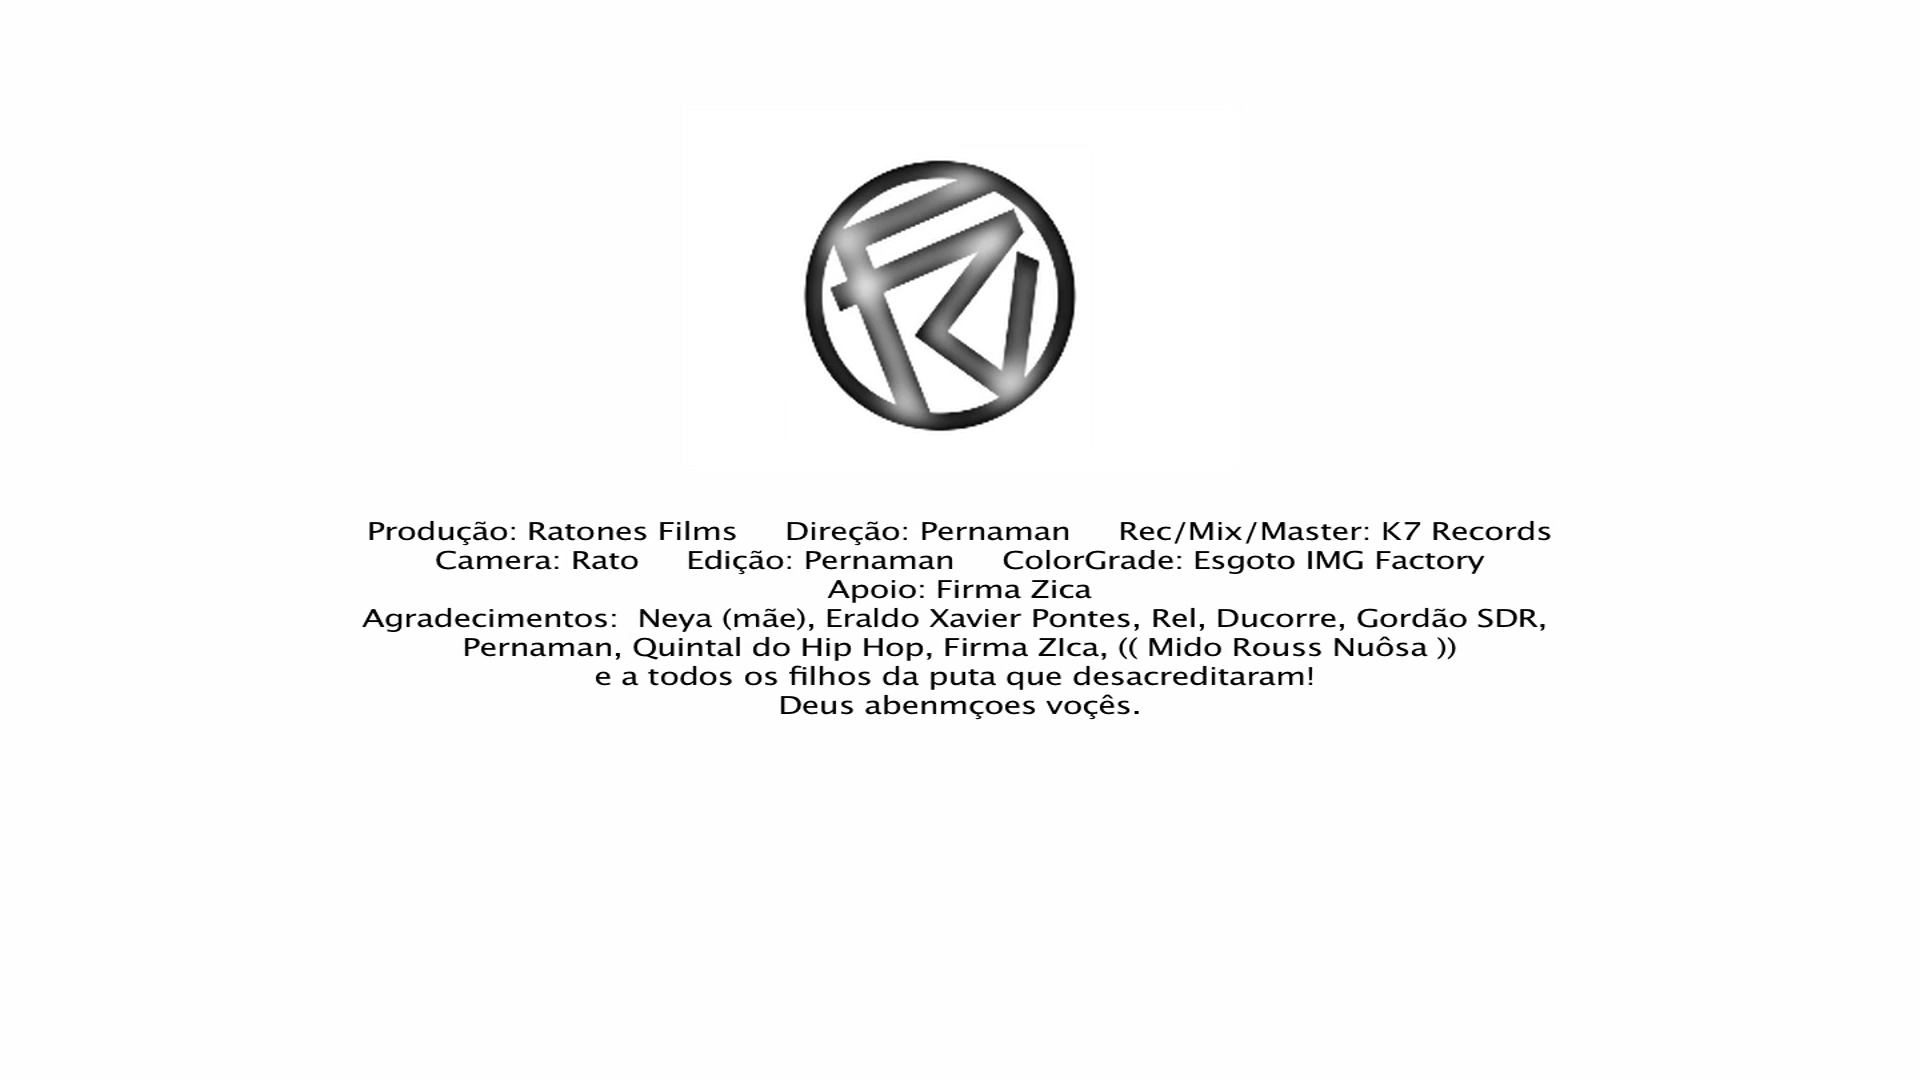 Produção: Ratones Films Direção: Pernaman Rec/Mix/Master: K7 Records
Camera: Rato Edição: Pernaman ColorGrade: Esgoto IMG Factory
Apoio: Firma Zica
Agradecimentos: Neya (mãe), Eraldo Xavier Pontes, Rel, Ducorre, Gordão SDR,
Pernaman, Quintal do Hip Hop, Firma ZIca, (( Mido Rouss Nuôsa ))
e a todos os filhos da puta que desacreditaram!
Deus abenmçoes voçês.